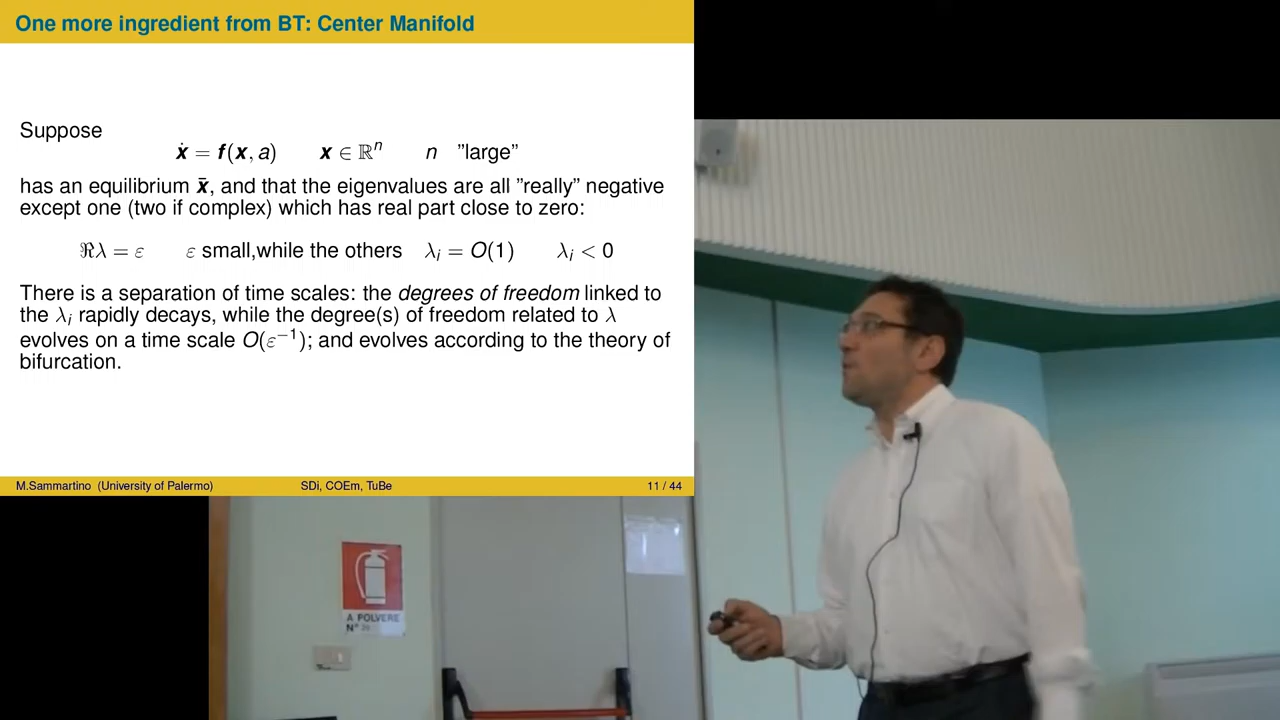 One more ingredient from BT: Center Manifold
Suppose
ẋ = f(x, a) x ∈ ℝⁿ n "large"
has an equilibrium x̄, and that the eigenvalues are all "really" negative
except one (two if complex) which has real part close to zero:
ℜλ = ε ε small,while the others λᵢ = O(1) λᵢ < 0
There is a separation of time scales: the degrees of freedom linked to
the λᵢ rapidly decays, while the degree(s) of freedom related to λ
evolves on a time scale O(ε⁻¹); and evolves according to the theory of
bifurcation.
M.Sammartino (University of Palermo) SDi, COEm, TuBe 11 / 44
A POLVERE
N°